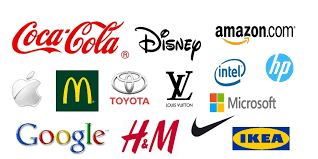 Coca-Cola®
Disney
amazon.com®
M
TOYOTA
LV
LOUIS VUITTON
intel
hp
Microsoft
Google
H&M
IKEA